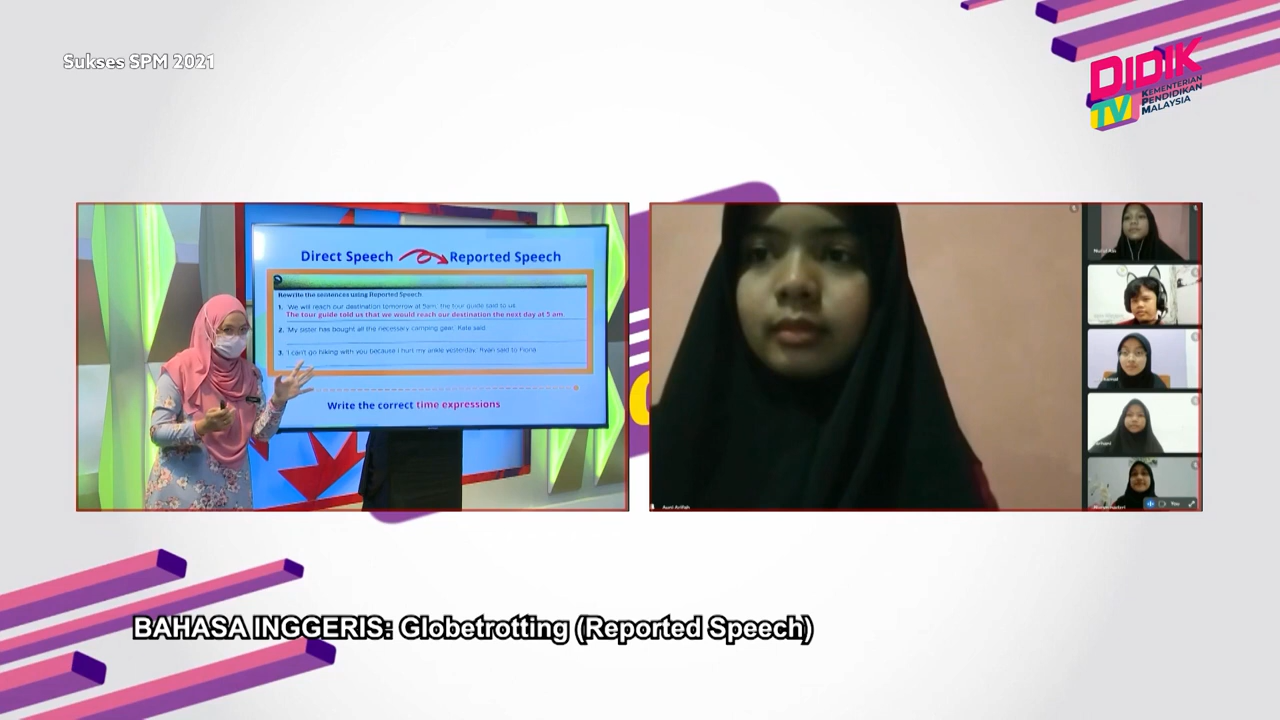 Sukses SPM 2021
DIDIK
TV
KEMENTERIAN
PENDIDIKAN
MALAYSIA
Direct Speech
Reported Speech
Rewrite the sentences using Reported Speech
1. 'We will reach our destination tomorrow at 5am,' the tour guide said to us.
The tour guide told us that we would reach our destination the next day at 5 am
2. 'My sister has bought all the necessary camping gear,' Kate said.
3. 'I can't go hiking with you because I hurt my ankle yesterday,' Ryan said to Fiona.
Write the correct time expressions
Auni Arifah
You
BAHASA INGGERIS: Globetrotting (Reported Speech)